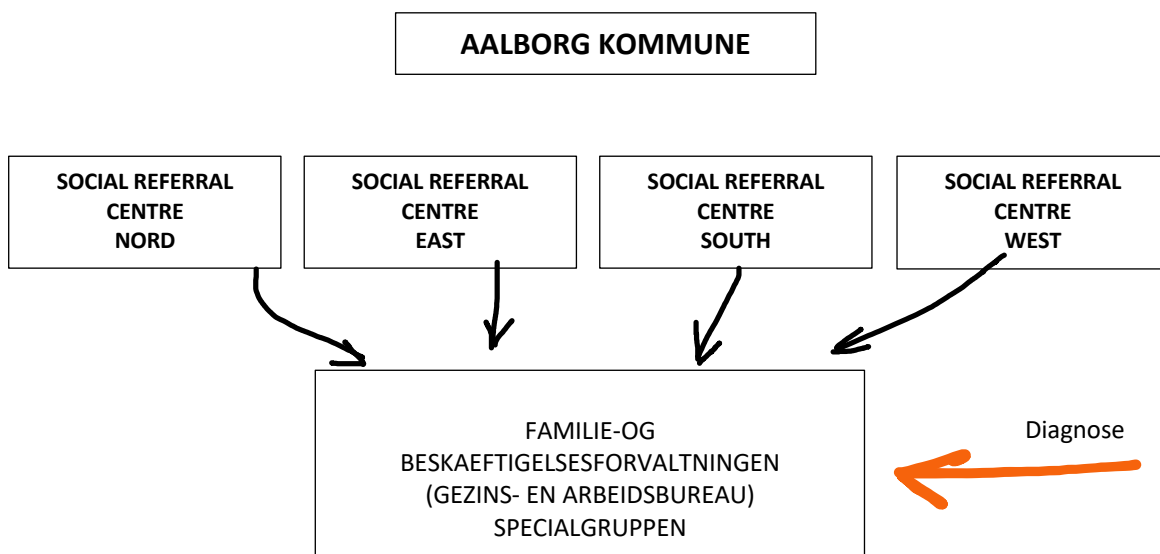 AALBORG KOMMUNE
SOCIAL REFERRAL
CENTRE
NORD
SOCIAL REFERRAL
CENTRE
EAST
SOCIAL REFERRAL
CENTRE
SOUTH
SOCIAL REFERRAL
CENTRE
WEST
FAMILIE-OG
BESKAEFTIGELSESFORVALTNINGEN
(GEZINS- EN ARBEIDSBUREAU)
SPECIALGRUPPEN
Diagnose